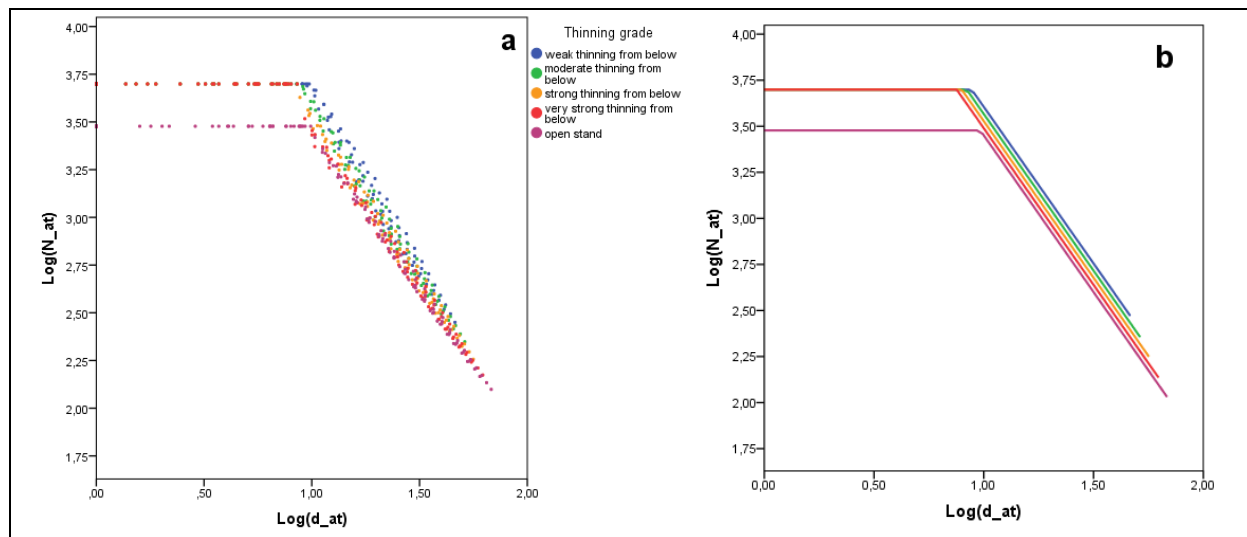 a
4,00
3,75
3,50
3,25
3,00
2,75
2,50
2,25
2,00
1,75
Log(N_at)
,00
,50
1,00
1,50
2,00
Log(d_at)
Thinning grade
weak thinning from below
moderate thinning from
below
strong thinning from below
very strong thinning from
below
open stand
b
4,00
3,75
3,50
3,25
3,00
2,75
2,50
2,25
2,00
1,75
Log(N_at)
0,00
0,50
1,00
1,50
2,00
Log(d_at)